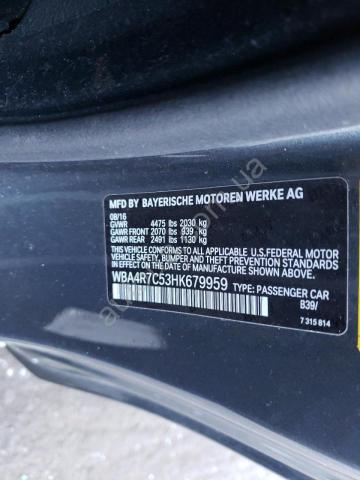 MFD BY BAYERISCHE MOTOREN WERKE AG
08/16
GVWR 4475 lbs 2030 kg
GAWR FRONT 2070 lbs 939 kg
GAWR REAR 2491 lbs 1130 kg
THIS VEHICLE CONFORMS TO ALL APPLICABLE U.S.FEDERAL MOTOR
VEHICLE SAFETY, BUMPER, AND THEFT PREVENTION
STANDARDS IN EFFECT ON THE DATE OF MANUFACTURE
SHOWN ABOVE.
WBA4R7C53HK679959 TYPE: PASSENGER CAR
B39/
7 315 814